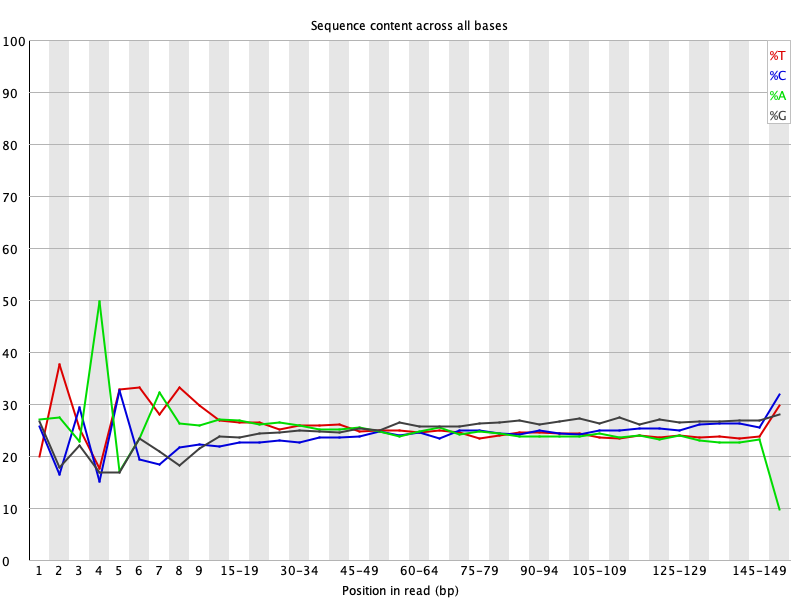 Sequence content across all bases
100
90
80
70
60
50
40
30
20
10
0
%T
%C
%A
%G
1 2 3 4 5 6 7 8 9 15-19 30-34 45-49 60-64 75-79 90-94 105-109 125-129 145-149
Position in read (bp)